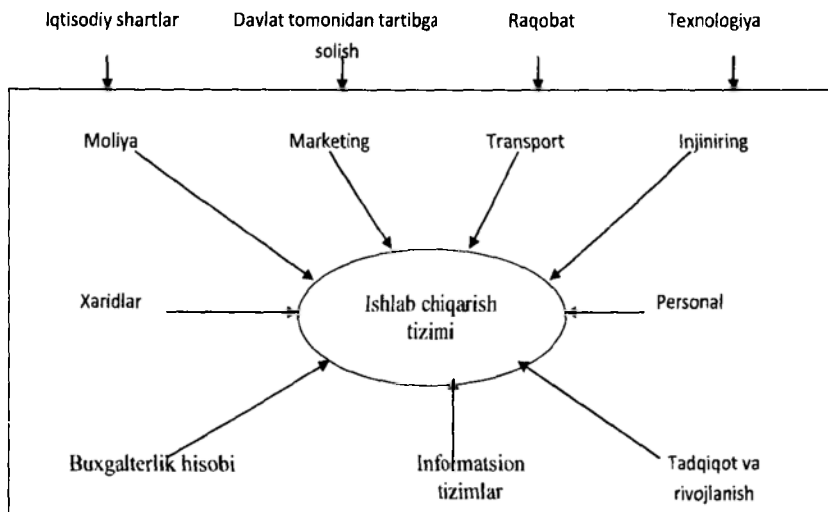 Iqtisodiy shartlar
Davlat tomonidan tartibga
solish
Raqobat
Texnologiya
Moliya
Marketing
Transport
Injiniring
Xaridlar
Ishlab chiqarish
tizimi
Personal
Buxgalterlik hisobi
Informatsion
tizimlar
Tadqiqot va
rivojlanish